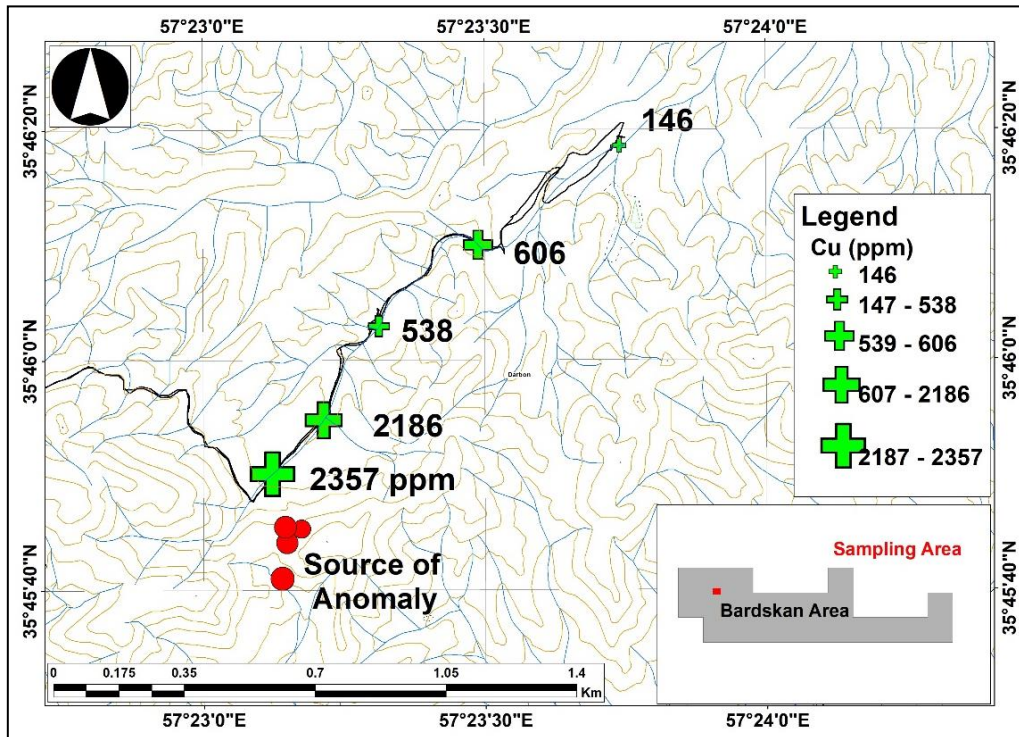 57°23'0"E
57°23'30"E
57°24'0"E
35°46'20"N
35°46'20"N
146
Legend
Cu (ppm)
146
147 - 538
539 - 606
607 - 2186
2187 - 2357
606
538
35°46'0"N
35°46'0"N
Darbon
2186
2357 ppm
Source of
Anomaly
35°45'40"N
35°45'40"N
Sampling Area
Bardskan Area
0 0.175 0.35 0.7 1.05 1.4
Km
57°23'0"E
57°23'30"E
57°24'0"E